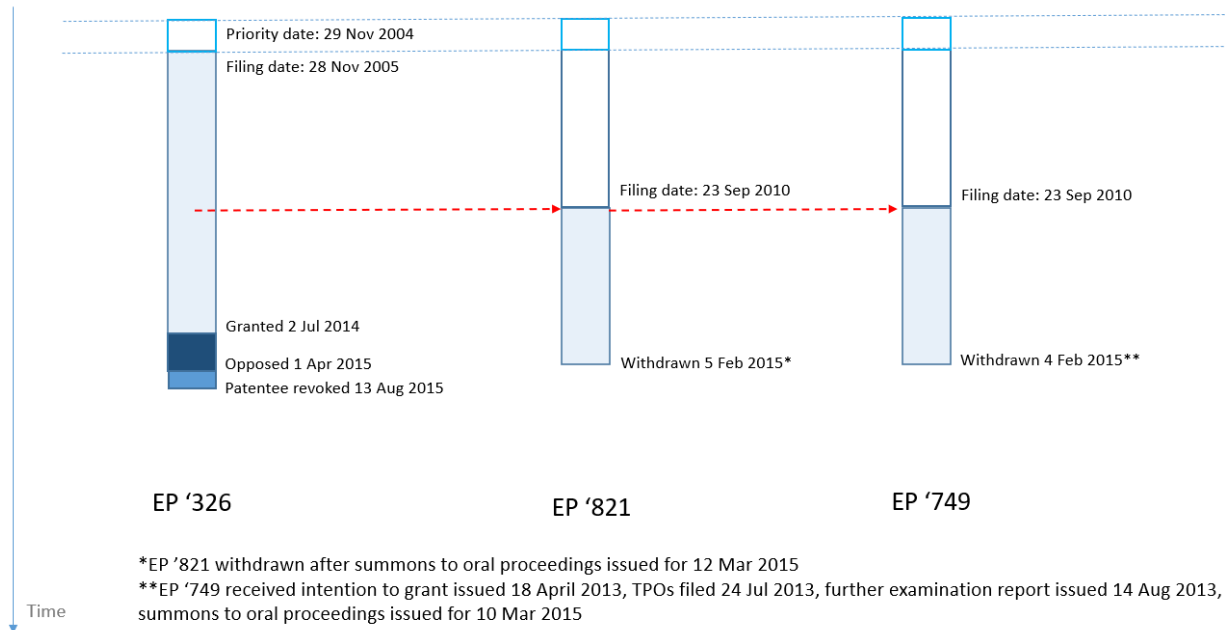 Priority date: 29 Nov 2004
Filing date: 28 Nov 2005
Filing date: 23 Sep 2010
Filing date: 23 Sep 2010
Granted 2 Jul 2014
Opposed 1 Apr 2015
Withdrawn 5 Feb 2015*
Withdrawn 4 Feb 2015**
Patentee revoked 13 Aug 2015
EP ‘326
EP ‘821
EP ‘749
*EP ’821 withdrawn after summons to oral proceedings issued for 12 Mar 2015
**EP ‘749 received intention to grant issued 18 April 2013, TPOs filed 24 Jul 2013, further examination report issued 14 Aug 2013,
summons to oral proceedings issued for 10 Mar 2015
Time